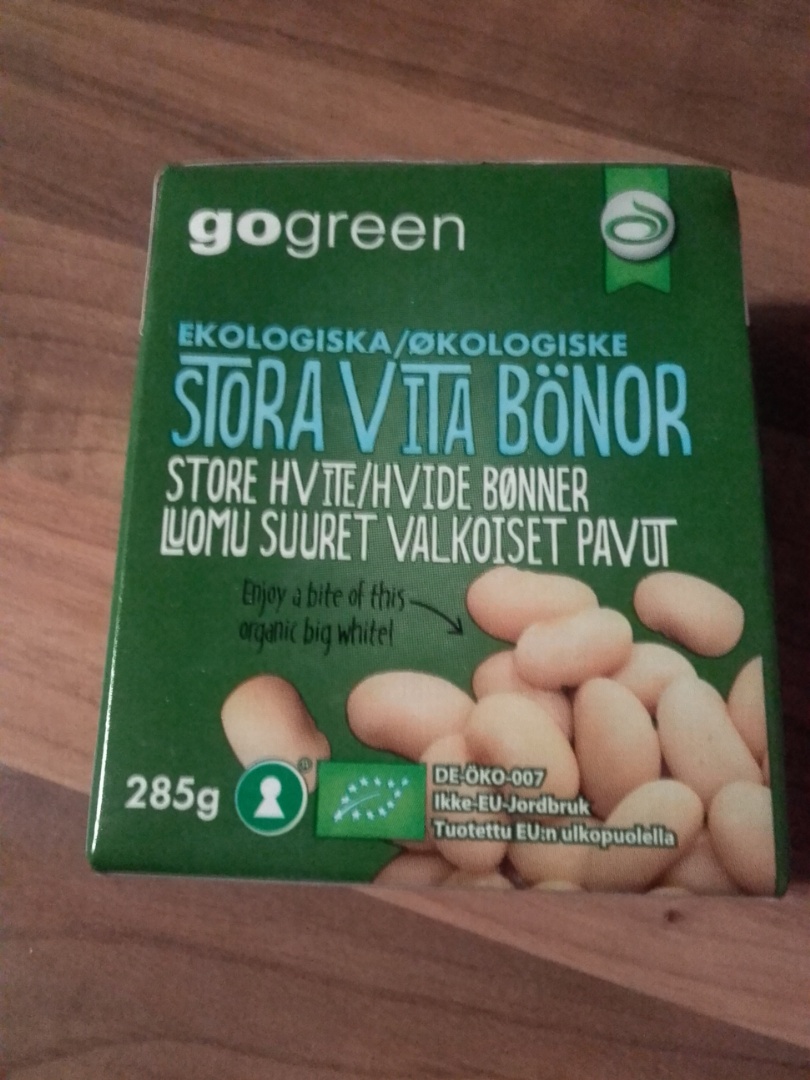 gogreen
EKOLOGISKA/ØKOLOGISKE
STORA VITA BÖNOR
STORE HVITE/HVIDE BØNNER
LUOMU SUURET VALKOISET PAVUT
Enjoy a bite of this
organic big white!
285g
®
DE-ÖKO-007
Ikke-EU-Jordbruk
Tuotettu EU:n ulkopuolella